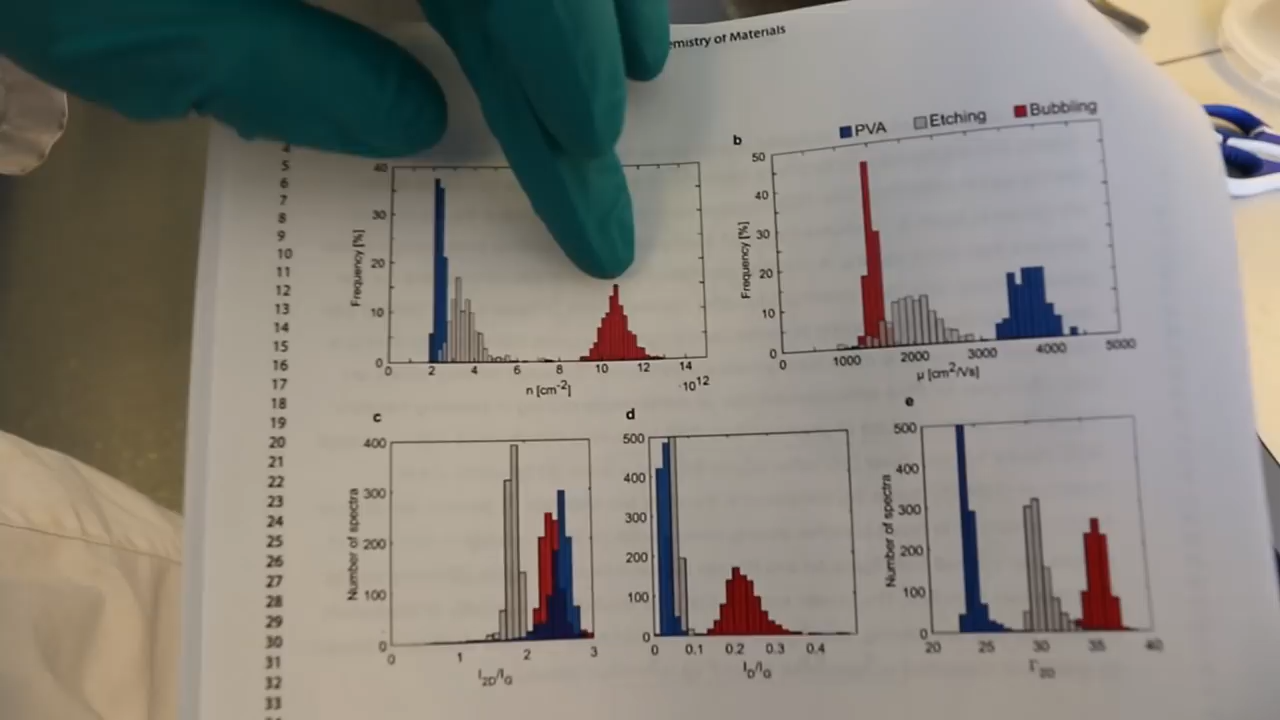 emistry of Materials
PVA Etching Bubbling
5
6
7
8
9
10
11
12
13
14
15
16
17
18
19
20
21
22
23
24
25
26
27
28
29
30
31
32
33
40
30
20
10
0
Frequency [%]
0 2 4 6 8 10 12 14
n [cm-2]
·10^12
b
50
40
30
20
10
0
Frequency [%]
0 1000 2000 3000 4000 5000
μ [cm²/Vs]
c
400
300
200
100
0
Number of spectra
0 1 2 3
I2D/IG
d
500
400
300
200
100
0
0 0.1 0.2 0.3 0.4
ID/IG
e
500
400
300
200
100
0
Number of spectra
20 25 30 35 40
Γ2D